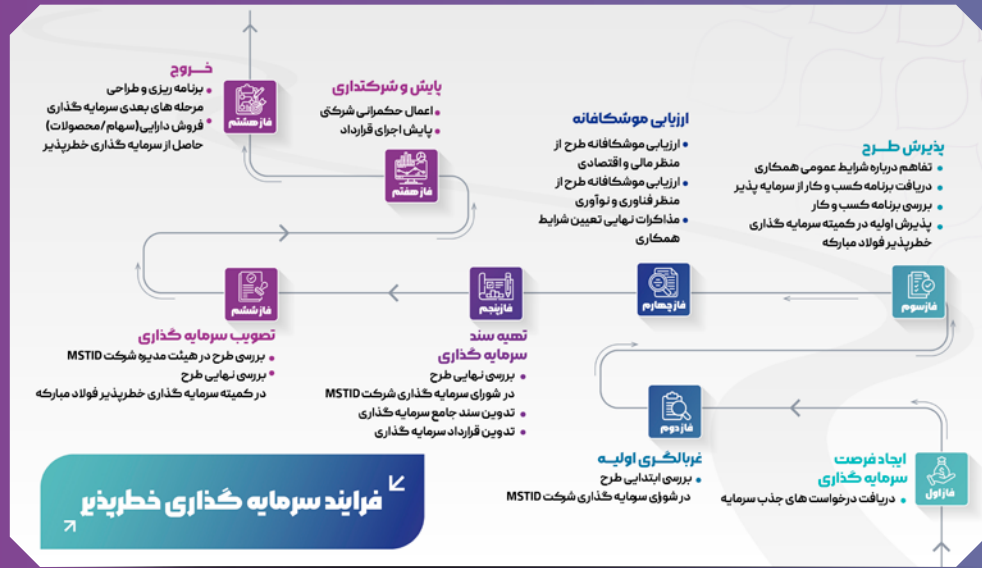 فرایند سرمایه گذاری خطرپذیر
فاز اول
ایجاد فرصت
سرمایه گذاری
• دریافت درخواست های جذب سرمایه
فاز دوم
غربالگری اولیه
• بررسی ابتدایی طرح
در شورای سرمایه گذاری شرکت MSTID
فاز سوم
پذیرش طرح
• تفاهم درباره شرایط عمومی همکاری
• دریافت برنامه کسب و کار از سرمایه پذیر
• بررسی برنامه کسب و کار
• پذیرش اولیه در کمیته سرمایه گذاری
خطرپذیر فولاد مبارکه
فاز چهارم
ارزیابی موشکافانه
• ارزیابی موشکافانه طرح از
منظر مالی و اقتصادی
• ارزیابی موشکافانه طرح از
منظر فناوری و نوآوری
• مذاکرات نهایی تعیین شرایط
همکاری
فاز پنجم
تهیه سند
سرمایه گذاری
• بررسی نهایی طرح
در شورای سرمایه گذاری شرکت MSTID
• تدوین سند جامع سرمایه گذاری
• تدوین قرارداد سرمایه گذاری
فاز ششم
تصویب سرمایه گذاری
• بررسی طرح در هیئت مدیره شرکت MSTID
• بررسی نهایی طرح
در کمیته سرمایه گذاری خطرپذیر فولاد مبارکه
فاز هفتم
پایش و شرکتداری
• اعمال حکمرانی شرکتی
• پایش اجرای قرارداد
فاز هشتم
خروج
• برنامه ریزی و طراحی
مرحله های بعدی سرمایه گذاری
• فروش دارایی(سهام/محصولات)
حاصل از سرمایه گذاری خطرپذیر